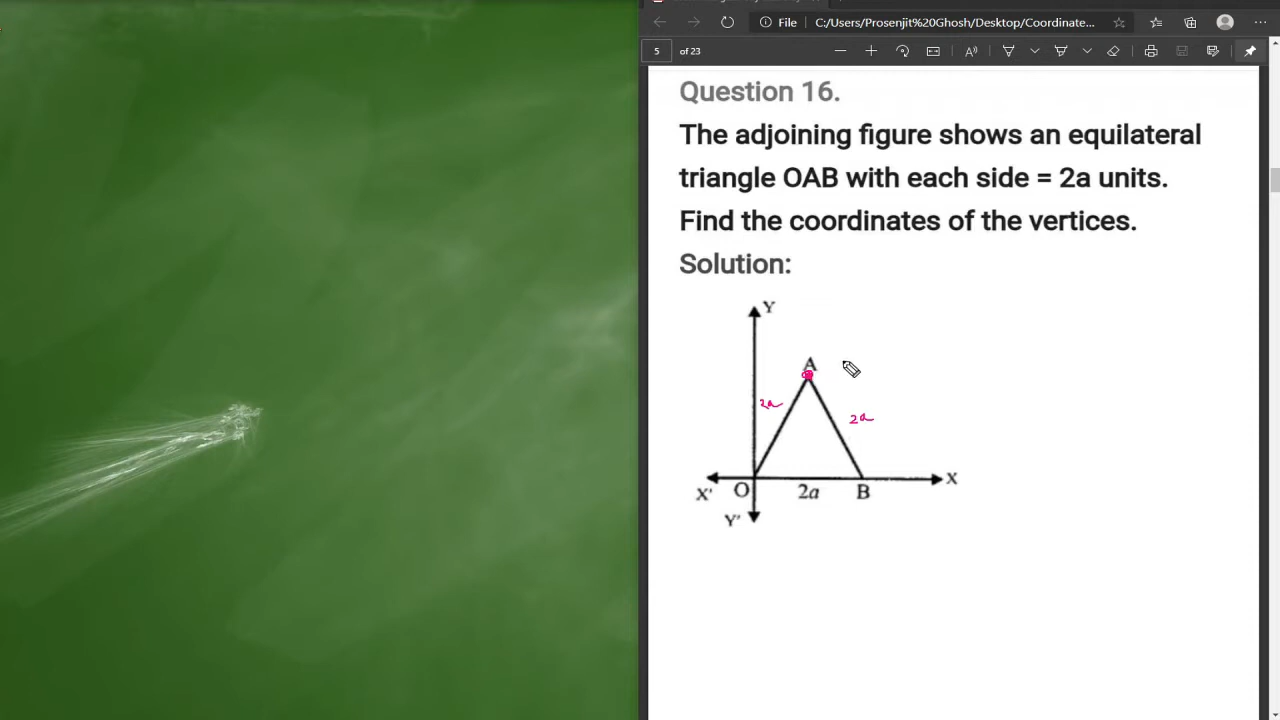 File C:/Users/Prosenjit%20Ghosh/Desktop/Coordinate...
5 of 23
Question 16.
The adjoining figure shows an equilateral
triangle OAB with each side = 2a units.
Find the coordinates of the vertices.
Solution:
Y
A
2a
2a
X' O 2a B X
Y'